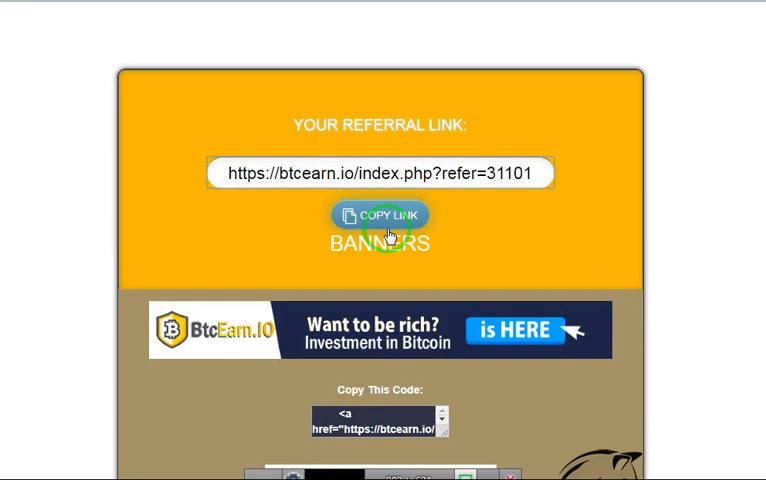 YOUR REFERRAL LINK:
https://btcearn.io/index.php?refer=31101
COPY LINK
BANNERS
BtcEarn.IO
Want to be rich?
Investment in Bitcoin
is HERE
Copy This Code:
<a
href="https://btcearn.io/